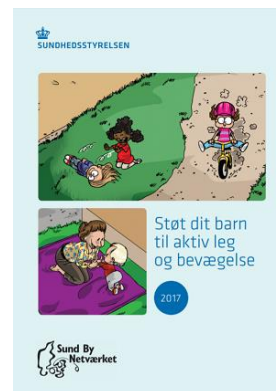 SUNDHEDSSTYRELSEN
Støt dit barn
til aktiv leg
og bevægelse
2017
Sund By
Netværket